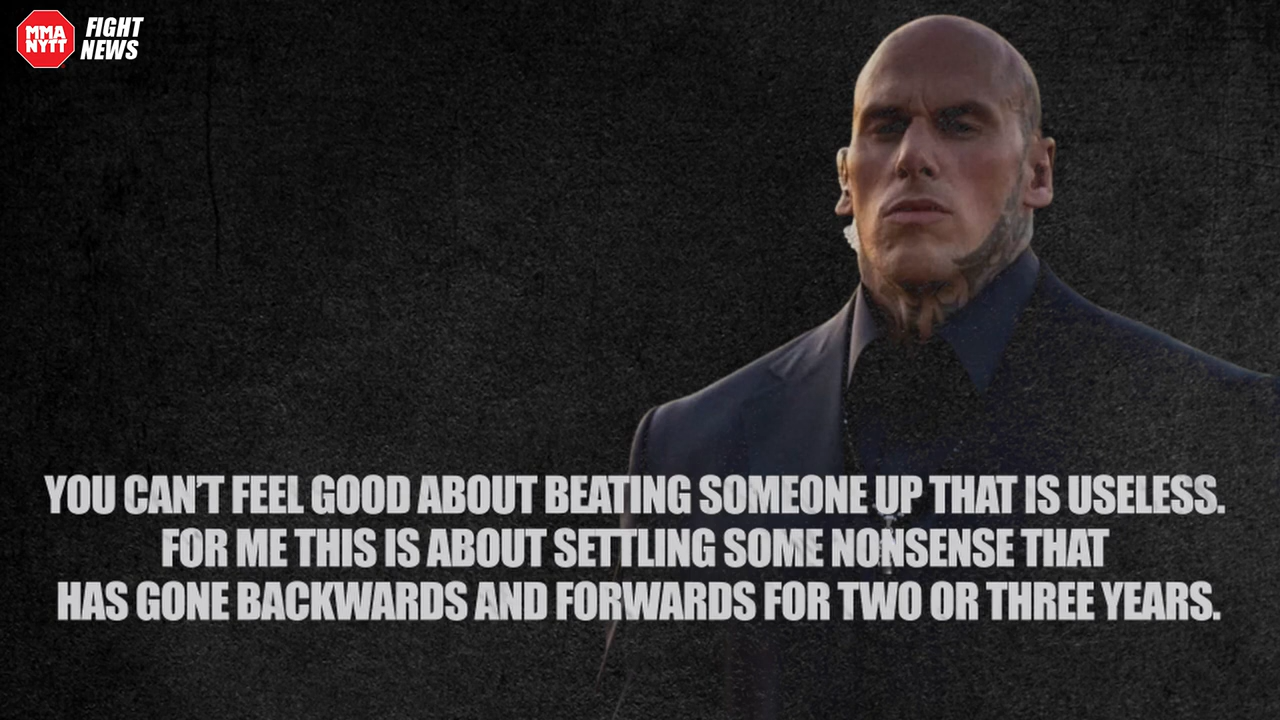 MMA
NYTT
FIGHT
NEWS
YOU CAN'T FEEL GOOD ABOUT BEATING SOMEONE UP THAT IS USELESS.
FOR ME THIS IS ABOUT SETTLING SOME NONSENSE THAT
HAS GONE BACKWARDS AND FORWARDS FOR TWO OR THREE YEARS.